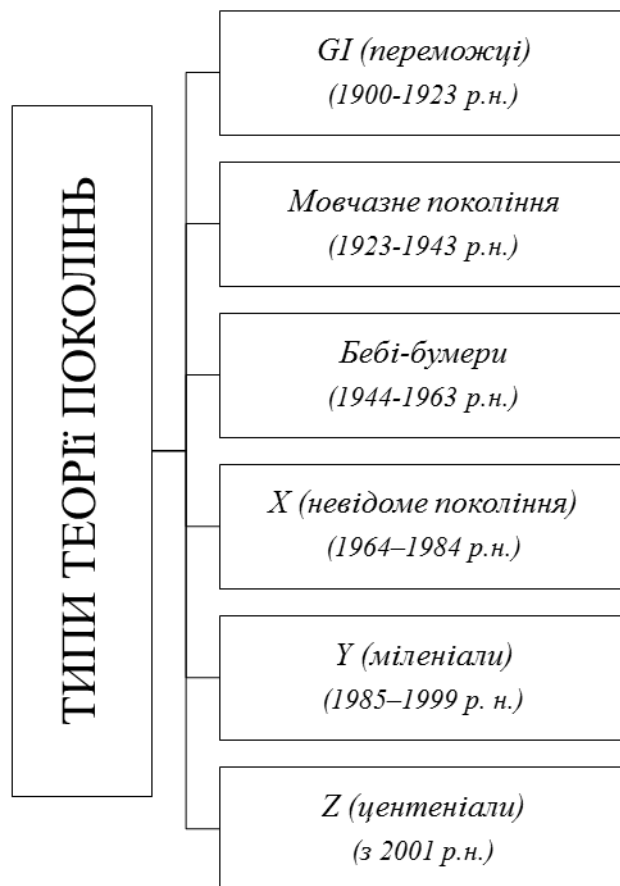 ТИПИ ТЕОРІЇ ПОКОЛІНЬ
GI (переможці)
(1900-1923 р.н.)
Мовчазне покоління
(1923-1943 р.н.)
Бебі-бумери
(1944-1963 р.н.)
X (невідоме покоління)
(1964–1984 р.н.)
Y (міленіали)
(1985–1999 р. н.)
Z (центеніали)
(з 2001 р.н.)